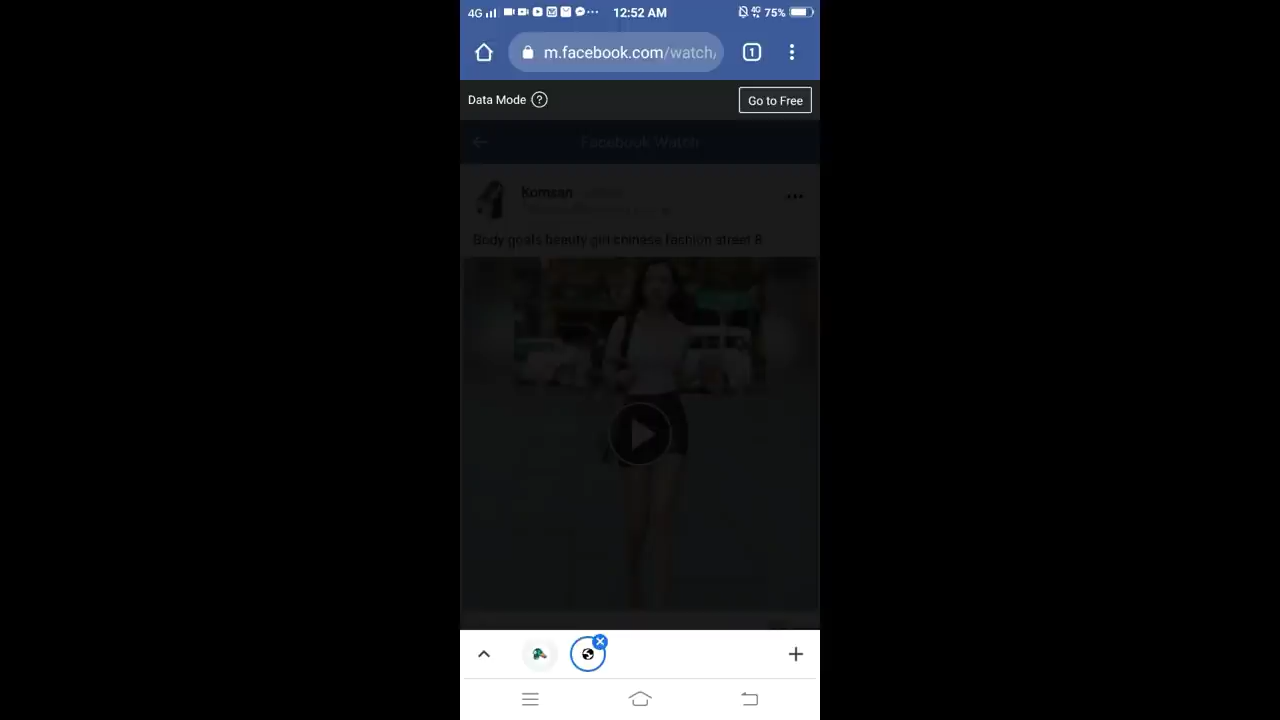 4G 12:52 AM 4G 75%
m.facebook.com/watch/ 1
Data Mode ? Go to Free
Facebook Watch
Komsan
Body goals beauty girl chinese fashion street 8